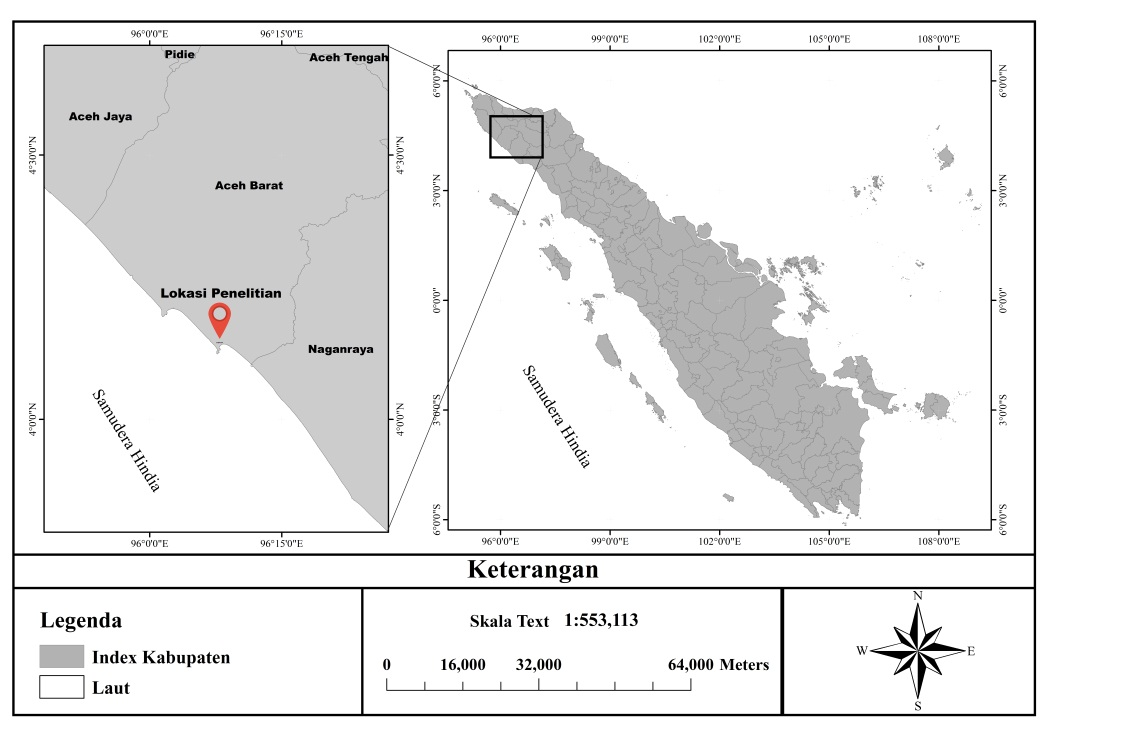 96°0'0"E 96°15'0"E
Pidie
Aceh Tengah
Aceh Jaya
4°30'0"N 4°30'0"N
Aceh Barat
Lokasi Penelitian
Naganraya
Samudera Hindia
4°0'0"N 4°0'0"N
96°0'0"E 96°15'0"E
96°0'0"E 99°0'0"E 102°0'0"E 105°0'0"E 108°0'0"E
6°0'0"N 6°0'0"N
3°0'0"N 3°0'0"N
0°0'0" 0°0'0"
Samudera Hindia
3°0'0"S 3°0'0"S
6°0'0"S 6°0'0"S
96°0'0"E 99°0'0"E 102°0'0"E 105°0'0"E 108°0'0"E
Keterangan
Legenda
Index Kabupaten
Laut
Skala Text 1:553,113
0 16,000 32,000 64,000 Meters
N
W E
S